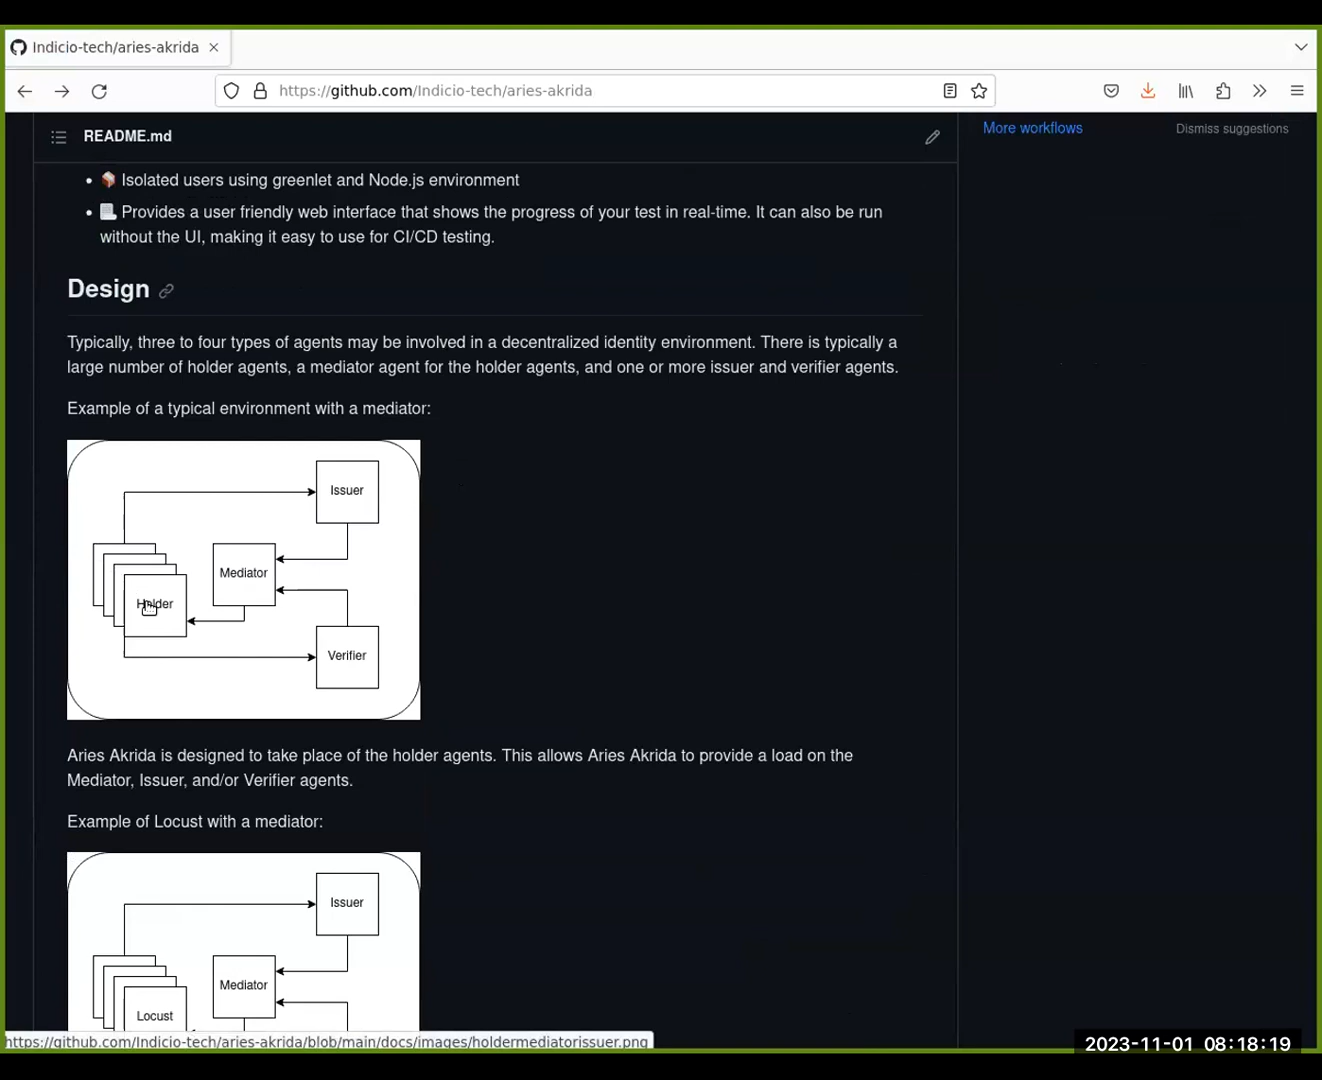 Indicio-tech/aries-akrida
https://github.com/Indicio-tech/aries-akrida
README.md
More workflows
Dismiss suggestions
Isolated users using greenlet and Node.js environment
Provides a user friendly web interface that shows the progress of your test in real-time. It can also be run
without the UI, making it easy to use for CI/CD testing.
Design
Typically, three to four types of agents may be involved in a decentralized identity environment. There is typically a
large number of holder agents, a mediator agent for the holder agents, and one or more issuer and verifier agents.
Example of a typical environment with a mediator:
Issuer
Mediator
Holder
Verifier
Aries Akrida is designed to take place of the holder agents. This allows Aries Akrida to provide a load on the
Mediator, Issuer, and/or Verifier agents.
Example of Locust with a mediator:
Issuer
Mediator
Locust
https://github.com/Indicio-tech/aries-akrida/blob/main/docs/images/holdermediatorissuer.png
2023-11-01 08:18:19